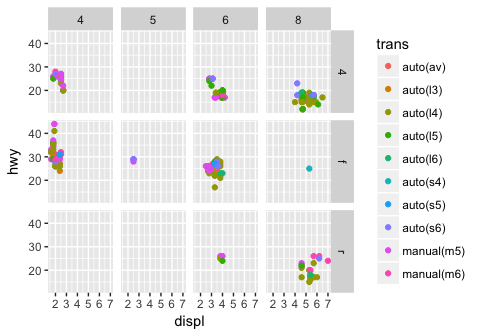 4 5 6 8
40
30
20
4
40
30
20
f
40
30
20
r
2 3 4 5 6 7 2 3 4 5 6 7 2 3 4 5 6 7 2 3 4 5 6 7
displ
hwy
trans
auto(av)
auto(l3)
auto(l4)
auto(l5)
auto(l6)
auto(s4)
auto(s5)
auto(s6)
manual(m5)
manual(m6)